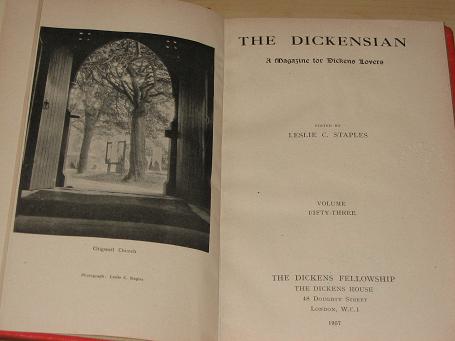 Chigwell Church
Photograph: Leslie C. Staples
THE DICKENSIAN
A Magazine for Dickens Lovers
EDITED BY
LESLIE C. STAPLES
VOLUME
FIFTY-THREE
THE DICKENS FELLOWSHIP
THE DICKENS HOUSE
48 DOUGHTY STREET
LONDON, W.C.1
1957